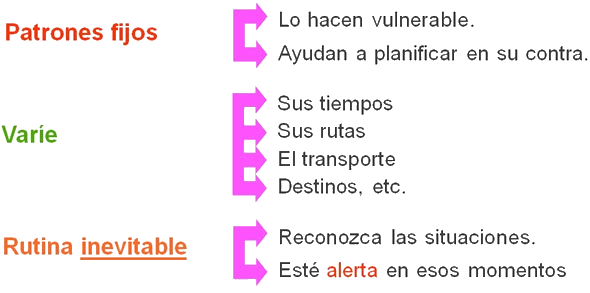 Patrones fijos
Lo hacen vulnerable.
Ayudan a planificar en su contra.
Varíe
Sus tiempos
Sus rutas
El transporte
Destinos, etc.
Rutina inevitable
Reconozca las situaciones.
Esté alerta en esos momentos